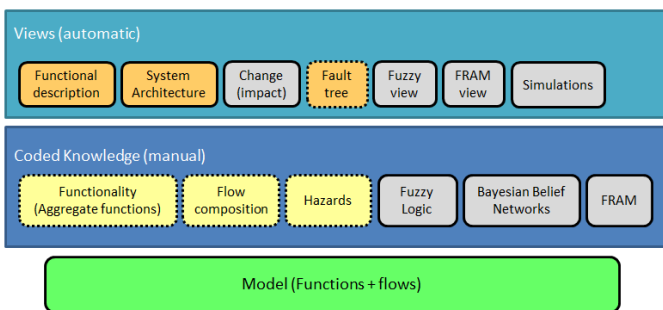 Views (automatic)
Functional
description
System
Architecture
Change
(impact)
Fault
tree
Fuzzy
view
FRAM
view
Simulations
Coded Knowledge (manual)
Functionality
(Aggregate functions)
Flow
composition
Hazards
Fuzzy
Logic
Bayesian Belief
Networks
FRAM
Model (Functions + flows)